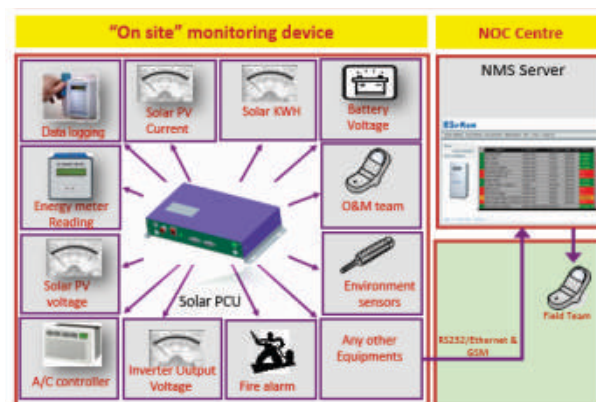 “On site” monitoring device
NOC Centre
NMS Server
Data logging
Solar PV
Current
Solar KWH
Battery
Voltage
Energy meter
Reading
O&M team
Solar PV
voltage
Solar PCU
Environment
sensors
A/C controller
Inverter Output
Voltage
Fire alarm
Any other
Equipments
RS232/Ethernet &
GSM
Field Team